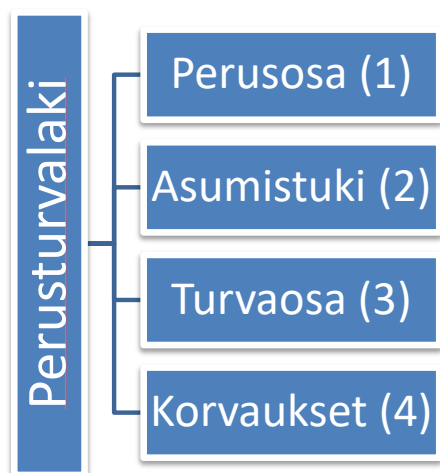 Perusturvalaki
Perusosa (1)
Asumistuki (2)
Turvaosa (3)
Korvaukset (4)